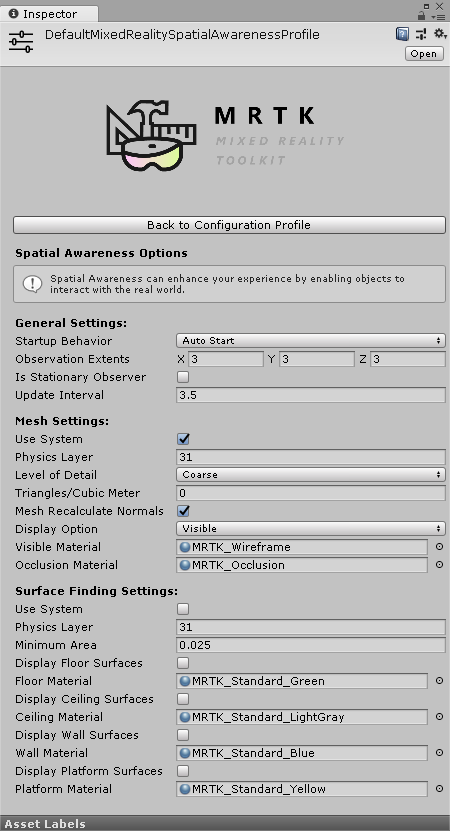 Inspector
DefaultMixedRealitySpatialAwarenessProfile
Open
MRTK
MIXED REALITY
TOOLKIT
Back to Configuration Profile
Spatial Awareness Options
Spatial Awareness can enhance your experience by enabling objects to
interact with the real world.
General Settings:
Startup Behavior Auto Start
Observation Extents X 3 Y 3 Z 3
Is Stationary Observer
Update Interval 3.5
Mesh Settings:
Use System
Physics Layer 31
Level of Detail Coarse
Triangles/Cubic Meter 0
Mesh Recalculate Normals
Display Option Visible
Visible Material MRTK_Wireframe
Occlusion Material MRTK_Occlusion
Surface Finding Settings:
Use System
Physics Layer 31
Minimum Area 0.025
Display Floor Surfaces
Floor Material MRTK_Standard_Green
Display Ceiling Surfaces
Ceiling Material MRTK_Standard_LightGray
Display Wall Surfaces
Wall Material MRTK_Standard_Blue
Display Platform Surfaces
Platform Material MRTK_Standard_Yellow
Asset Labels